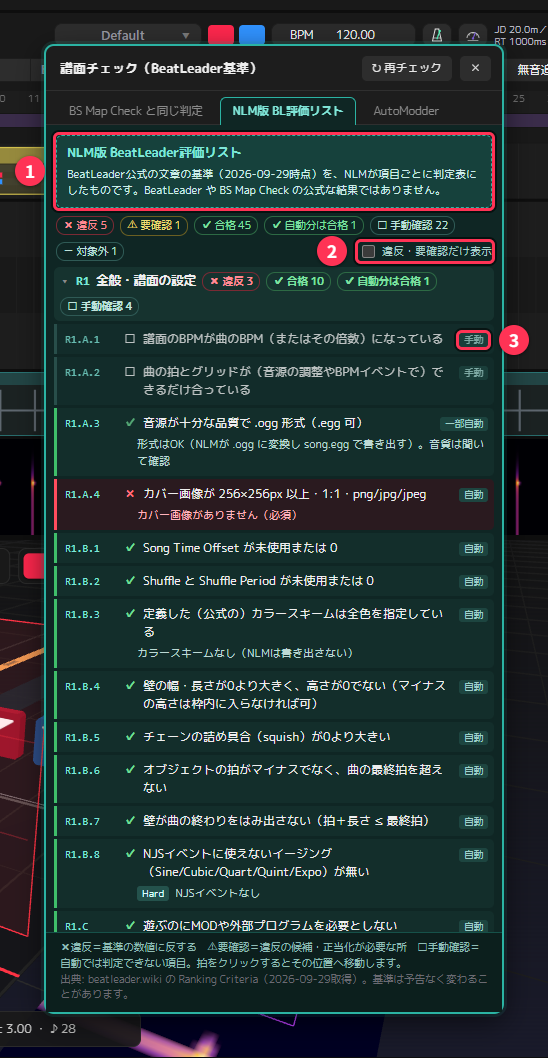 Default
BPM 120.00
JD 20.0m／
RT 1000ms
無音追
譜面チェック（BeatLeader基準）
↻ 再チェック
×
0 11
25
BS Map Check と同じ判定
NLM版 BL評価リスト
AutoModder
1
NLM版 BeatLeader評価リスト
BeatLeader公式の文章の基準（2026-09-29時点）を、NLMが項目ごとに判定表に
したものです。BeatLeader や BS Map Check の公式な結果ではありません。
✕ 違反 5
⚠ 要確認 1
✓ 合格 45
✓ 自動分は合格 1
☐ 手動確認 22
− 対象外 1
2
違反・要確認だけ表示
R1 全般・譜面の設定
✕ 違反 3
✓ 合格 10
✓ 自動分は合格 1
☐ 手動確認 4
R1.A.1 ☐ 譜面のBPMが曲のBPM（またはその倍数）になっている 手動
3
R1.A.2 ☐ 曲の拍とグリッドが（音源の調整やBPMイベントで）で 手動
きるだけ合っている
R1.A.3 ✓ 音源が十分な品質で .ogg 形式（.egg 可） 一部自動
形式はOK（NLMが .ogg に変換し song.egg で書き出す）。音質は聞い
て確認
R1.A.4 ✕ カバー画像が 256×256px 以上・1:1・png/jpg/jpeg 自動
カバー画像がありません（必須）
R1.B.1 ✓ Song Time Offset が未使用または 0 自動
R1.B.2 ✓ Shuffle と Shuffle Period が未使用または 0 自動
R1.B.3 ✓ 定義した（公式の）カラースキームは全色を指定してい 自動
る
カラースキームなし（NLMは書き出さない）
R1.B.4 ✓ 壁の幅・長さが0より大きく、高さが0でない（マイナス 自動
の高さは枠内に入らなければ可）
R1.B.5 ✓ チェーンの詰め具合（squish）が0より大きい 自動
R1.B.6 ✓ オブジェクトの拍がマイナスでなく、曲の最終拍を超え 自動
ない
R1.B.7 ✓ 壁が曲の終わりをはみ出さない（拍＋長さ ≤ 最終拍） 自動
R1.B.8 ✓ NJSイベントに使えないイージング 自動
（Sine/Cubic/Quart/Quint/Expo）が無い
Hard NJSイベントなし
R1.C ✓ 遊ぶのにMODや外部プログラムを必要としない 自動
✕違反＝基準の数値に反する ⚠要確認＝違反の候補・正当化が必要な所 ☐手動確認＝
自動では判定できない項目。拍をクリックするとその位置へ移動します。
出典: beatleader.wiki の Ranking Criteria（2026-09-29取得）。基準は予告なく変わるこ
とがあります。
3.00 · ♪ 28